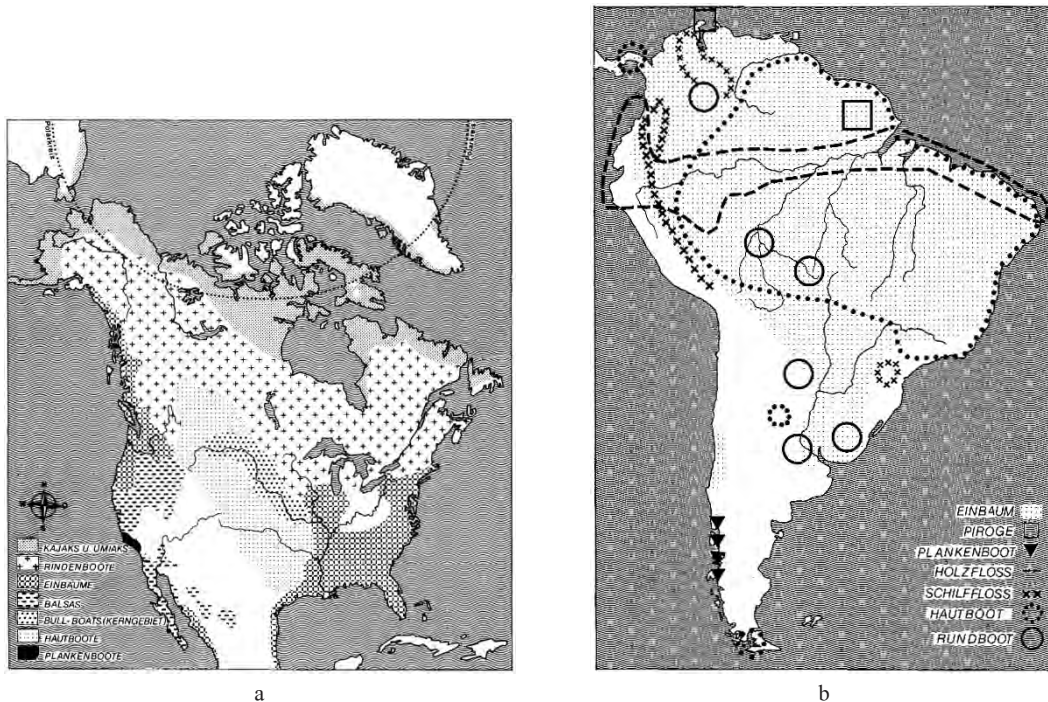 KAJAKS U. UMIAKS
RINDENBOOTE
EINBÄUME
BALSAS
BULL-BOATS (KERNGEBIET)
HAUTBOOTE
PLANKENBOOTE
a
EINBAUM
PIROGE
PLANKENBOOT
HOLZFLOSS
SCHILFFLOSS
HAUTBOOT
RUNDBOOT
b